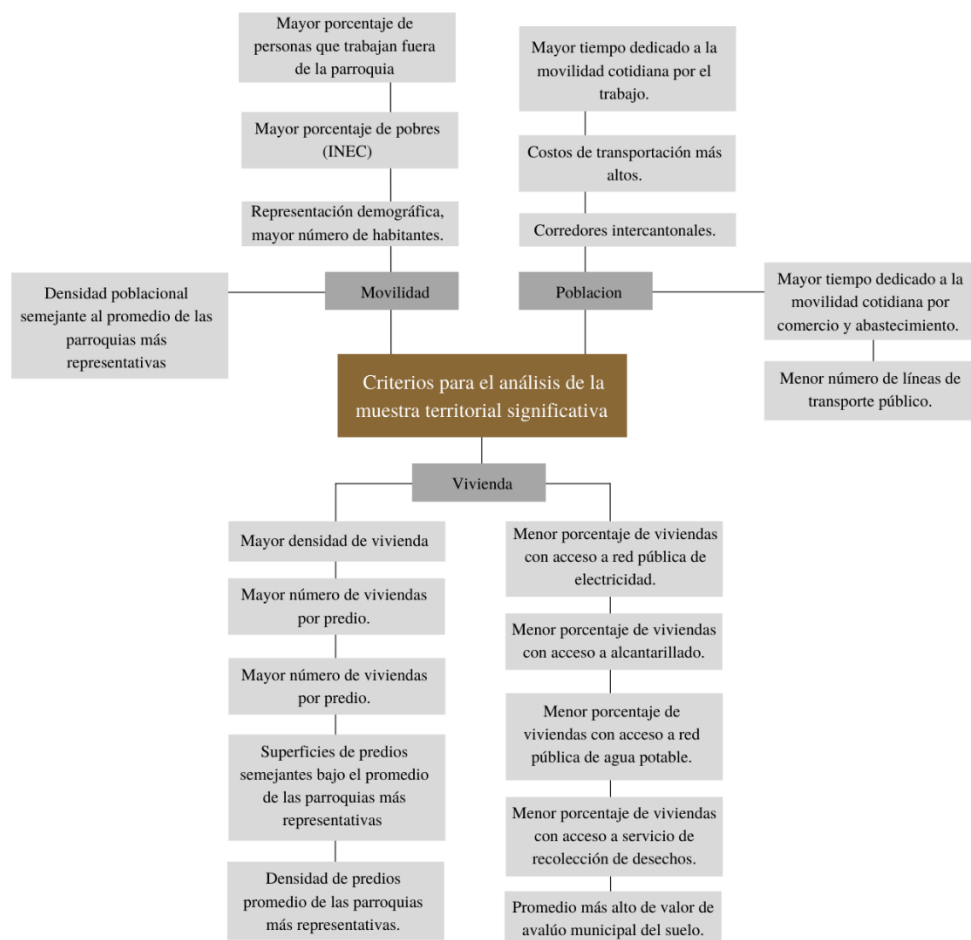 Mayor porcentaje de
personas que trabajan fuera
de la parroquia
Mayor porcentaje de pobres
(INEC)
Representación demográfica,
mayor número de habitantes.
Movilidad
Densidad poblacional
semejante al promedio de las
parroquias más
representativas
Mayor tiempo dedicado a la
movilidad cotidiana por el
trabajo.
Costos de transportación más
altos.
Corredores intercantonales.
Poblacion
Mayor tiempo dedicado a la
movilidad cotidiana por
comercio y abastecimiento.
Menor número de líneas de
transporte público.
Criterios para el análisis de la
muestra territorial significativa
Vivienda
Mayor densidad de vivienda
Mayor número de viviendas
por predio.
Mayor número de viviendas
por predio.
Superficies de predios
semejantes bajo el promedio
de las parroquias más
representativas
Densidad de predios
promedio de las parroquias
más representativas.
Menor porcentaje de viviendas
con acceso a red pública de
electricidad.
Menor porcentaje de viviendas
con acceso a alcantarillado.
Menor porcentaje de
viviendas con acceso a red
pública de agua potable.
Menor porcentaje de viviendas
con acceso a servicio de
recolección de desechos.
Promedio más alto de valor de
avalúo municipal del suelo.